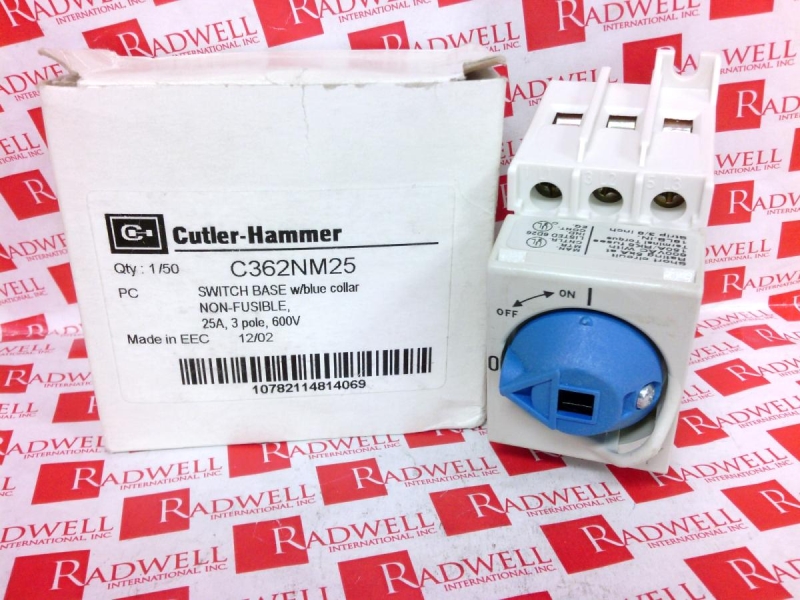 Cutler-Hammer
Qty : 1/50 C362NM25
PC SWITCH BASE w/blue collar
NON-FUSIBLE,
25A, 3 pole, 600V
Made in EEC 12/02
10782114814069
ON
OFF
I
O
RADWELL
INTERNATIONAL, INC.